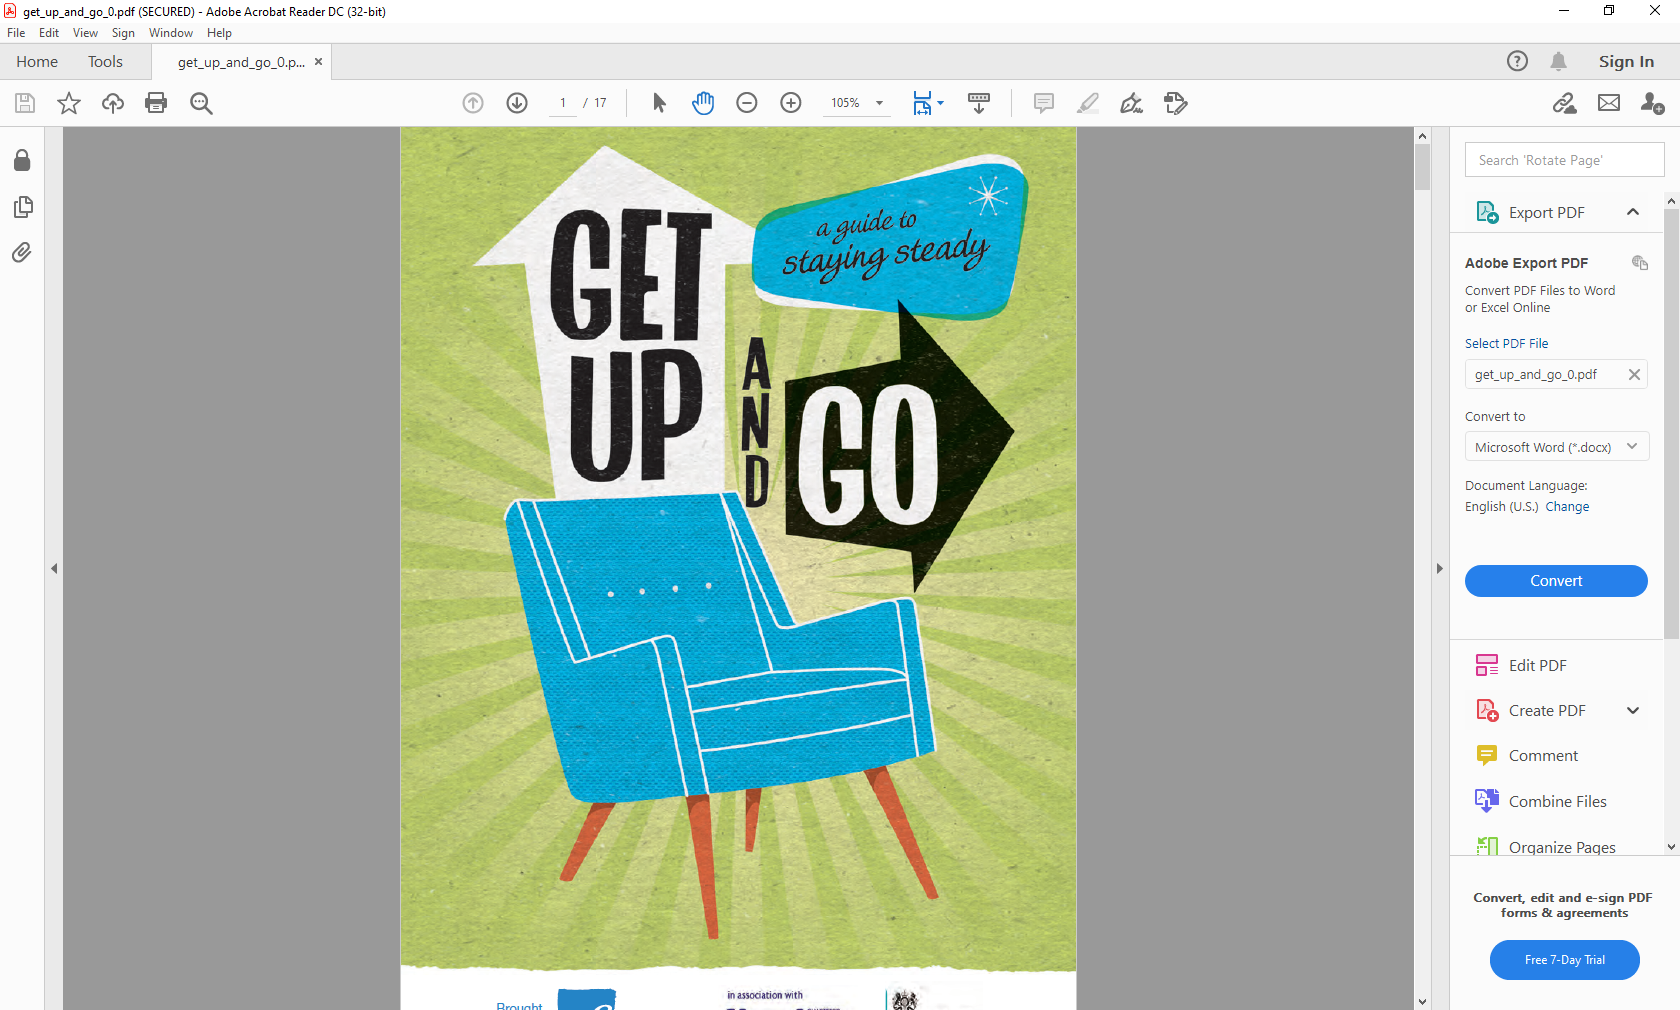 get_up_and_go_0.pdf (SECURED) - Adobe Acrobat Reader DC (32-bit)
File Edit View Sign Window Help
Home Tools get_up_and_go_0.p... Sign In
1 / 17 105%
Search 'Rotate Page'
Export PDF
Adobe Export PDF
Convert PDF Files to Word
or Excel Online
Select PDF File
get_up_and_go_0.pdf
Convert to
Microsoft Word (*.docx)
Document Language:
English (U.S.) Change
Convert
Edit PDF
Create PDF
Comment
Combine Files
Organize Pages
Convert, edit and e-sign PDF
forms & agreements
Free 7-Day Trial
GET
UP
AND
GO
a guide to
staying steady
Brought
in association with